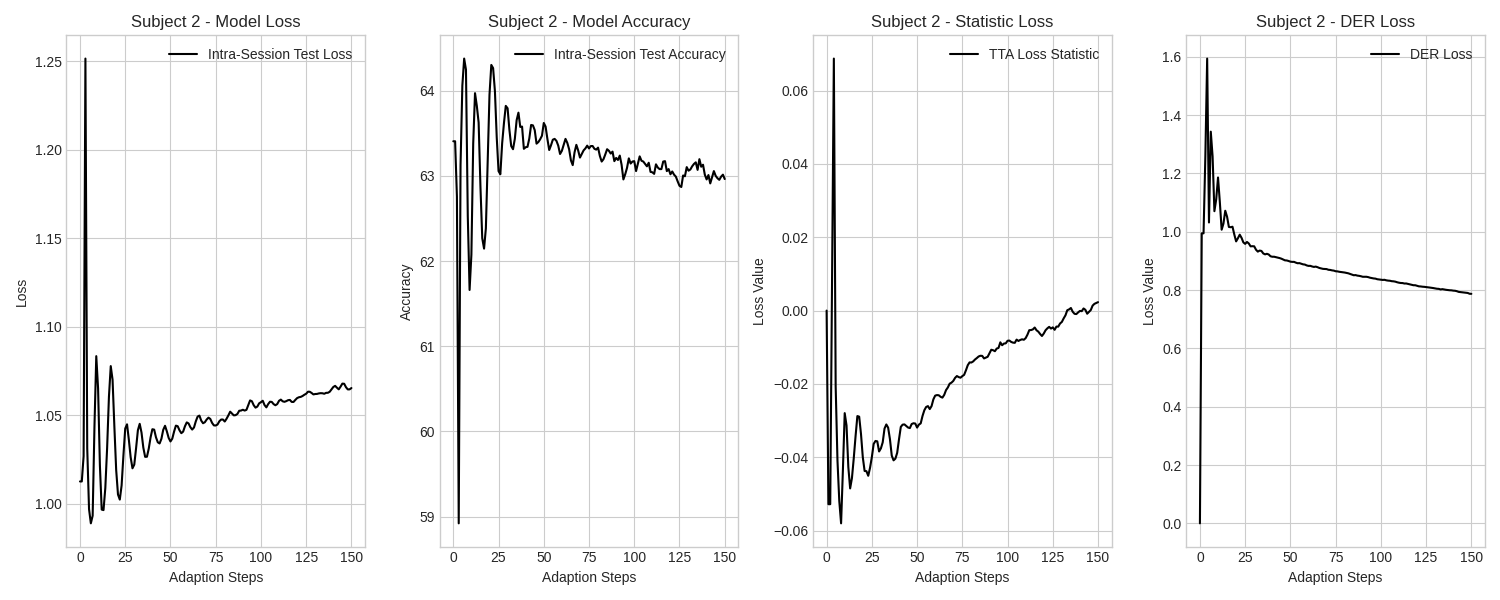 Subject 2 - Model Loss
Intra-Session Test Loss
1.25
1.20
1.15
1.10
1.05
1.00
Loss
0 25 50 75 100 125 150
Adaption Steps
Subject 2 - Model Accuracy
Intra-Session Test Accuracy
64
63
62
61
60
59
Accuracy
0 25 50 75 100 125 150
Adaption Steps
Subject 2 - Statistic Loss
TTA Loss Statistic
0.06
0.04
0.02
0.00
−0.02
−0.04
−0.06
Loss Value
0 25 50 75 100 125 150
Adaption Steps
Subject 2 - DER Loss
DER Loss
1.6
1.4
1.2
1.0
0.8
0.6
0.4
0.2
0.0
Loss Value
0 25 50 75 100 125 150
Adaption Steps